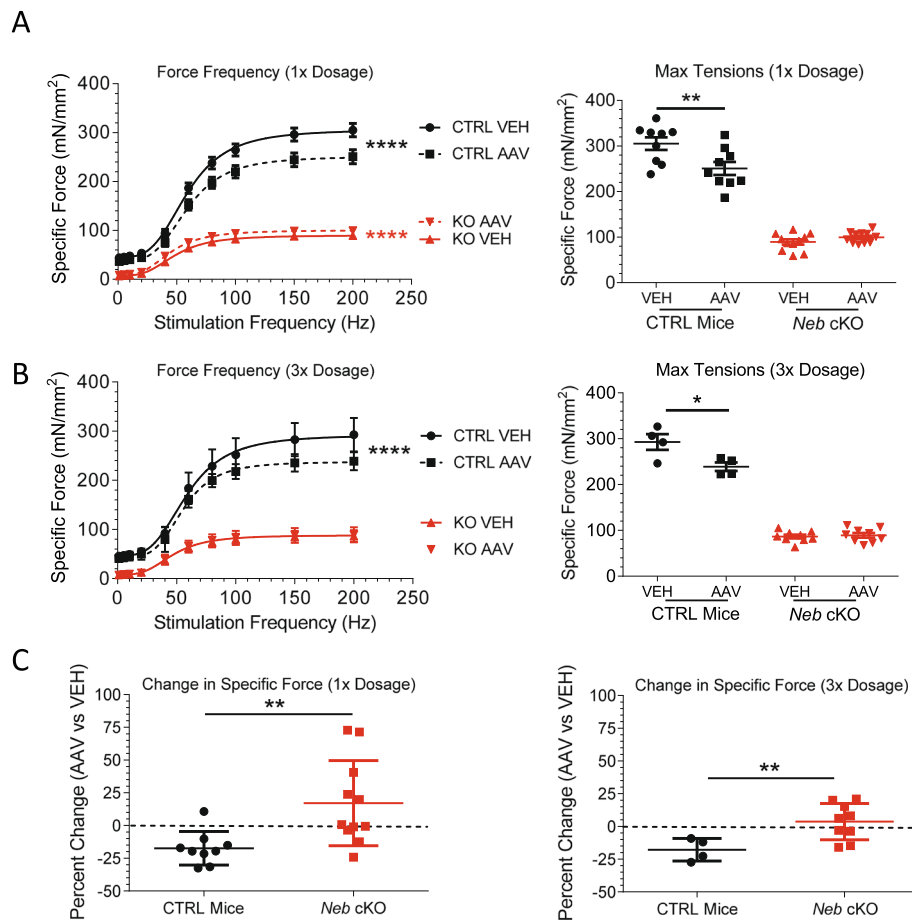 A
Force Frequency (1x Dosage)
Specific Force (mN/mm²)
400
300
200
100
0
0
50
100
150
200
250
Stimulation Frequency (Hz)
CTRL VEH
****
CTRL AAV
KO AAV
****
KO VEH
Max Tensions (1x Dosage)
Specific Force (mN/mm²)
400
300
200
100
0
**
VEH
AAV
VEH
AAV
CTRL Mice
Neb cKO
B
Force Frequency (3x Dosage)
Specific Force (mN/mm²)
400
300
200
100
0
0
50
100
150
200
250
Stimulation Frequency (Hz)
CTRL VEH
****
CTRL AAV
KO VEH
KO AAV
Max Tensions (3x Dosage)
Specific Force (mN/mm²)
400
300
200
100
0
*
VEH
AAV
VEH
AAV
CTRL Mice
Neb cKO
C
Change in Specific Force (1x Dosage)
Percent Change (AAV vs VEH)
100
75
50
25
0
-25
-50
**
CTRL Mice
Neb cKO
Change in Specific Force (3x Dosage)
Percent Change (AAV vs VEH)
100
75
50
25
0
-25
-50
**
CTRL Mice
Neb cKO